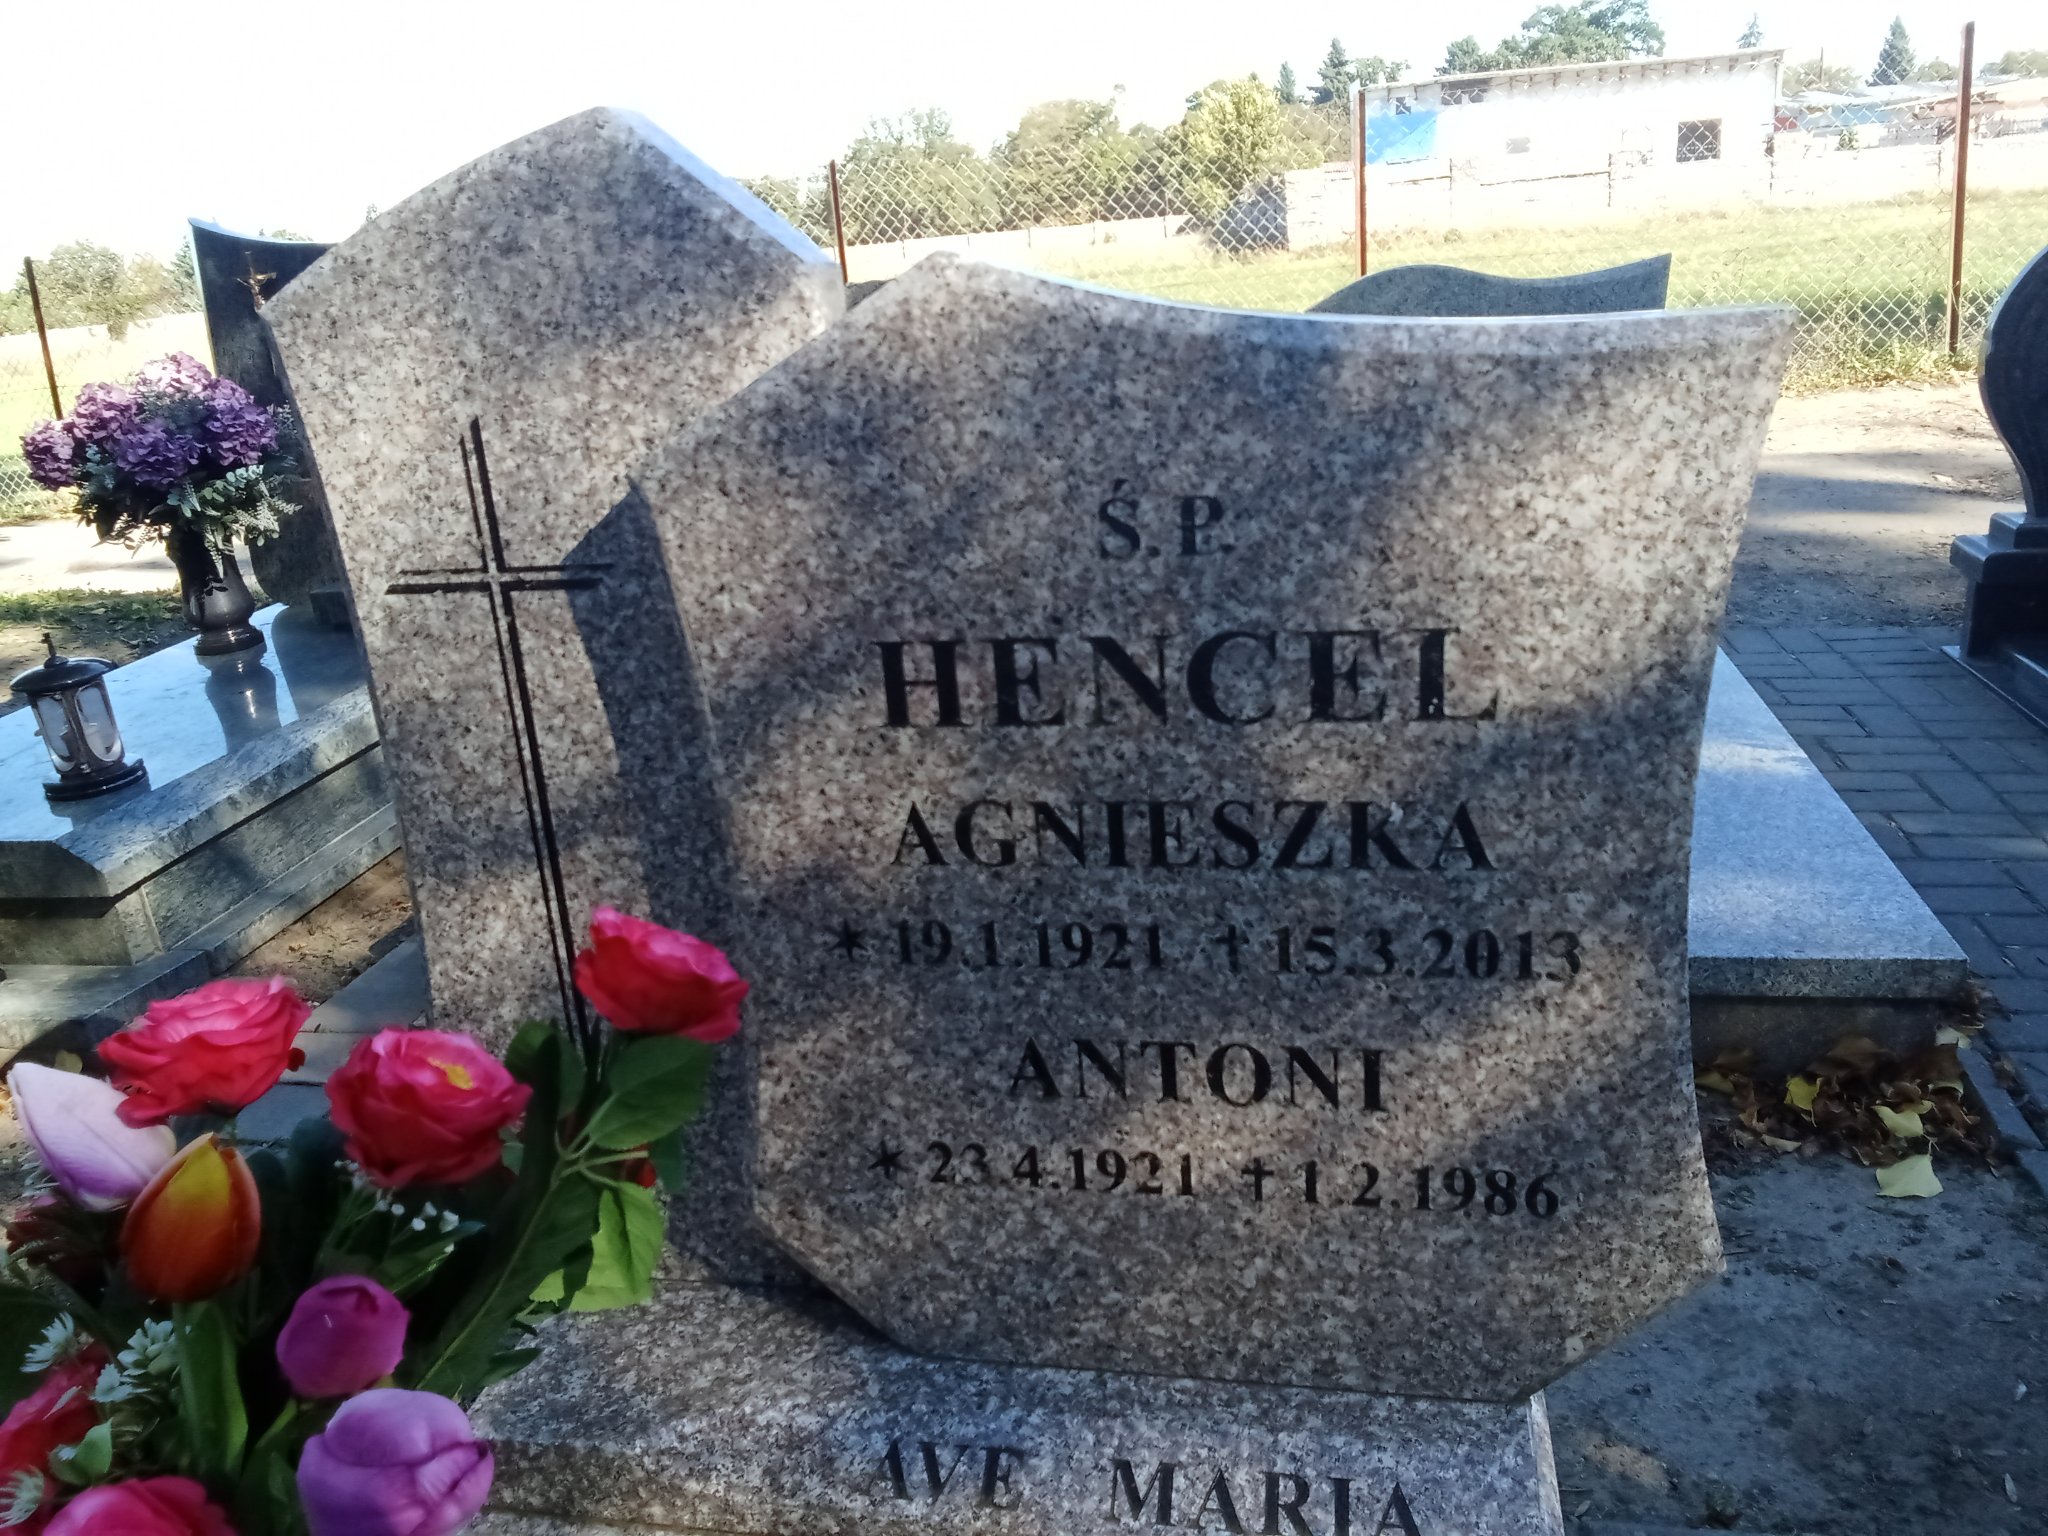 Ś. P.
HENCEL
AGNIESZKA
* 19.1.1921 † 15.3.2013
ANTONI
* 23.4.1921 † 1.2.1986
AVE MARIA